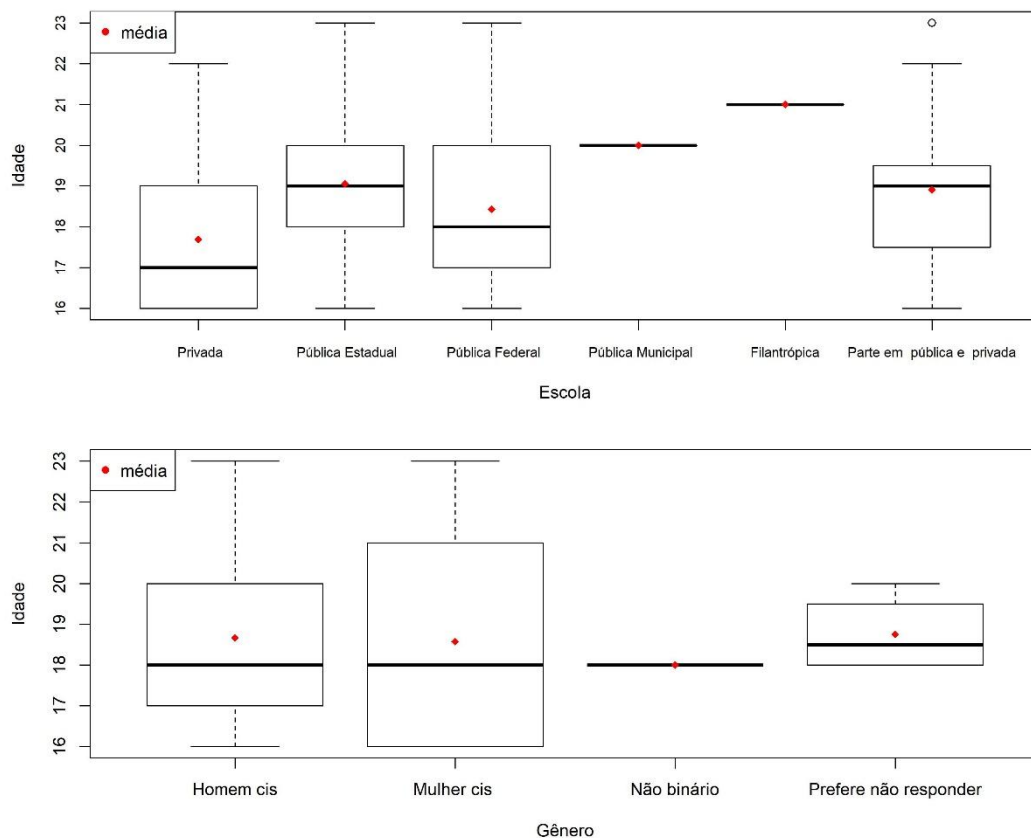 média
Idade
23
22
21
20
19
18
17
16
Privada Pública Estadual Pública Federal Pública Municipal Filantrópica Parte em pública e privada
Escola
média
Idade
23
22
21
20
19
18
17
16
Homem cis Mulher cis Não binário Prefere não responder
Gênero